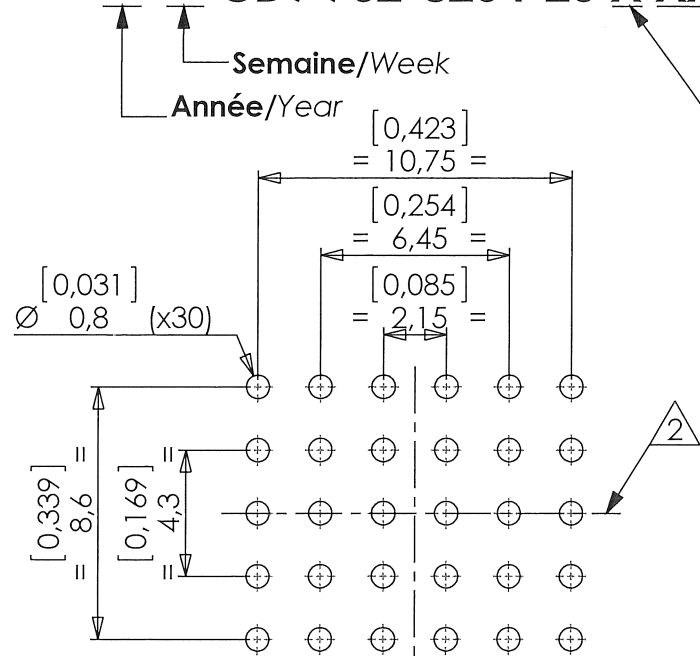 Semaine/Week
Année/Year
[0,423]
= 10,75 =
[0,254]
= 6,45 =
[0,085]
= 2,15 =
[0,031]
Ø 0,8 (x30)
2
[0,339]
= 8,6 =
[0,169]
= 4,3 =